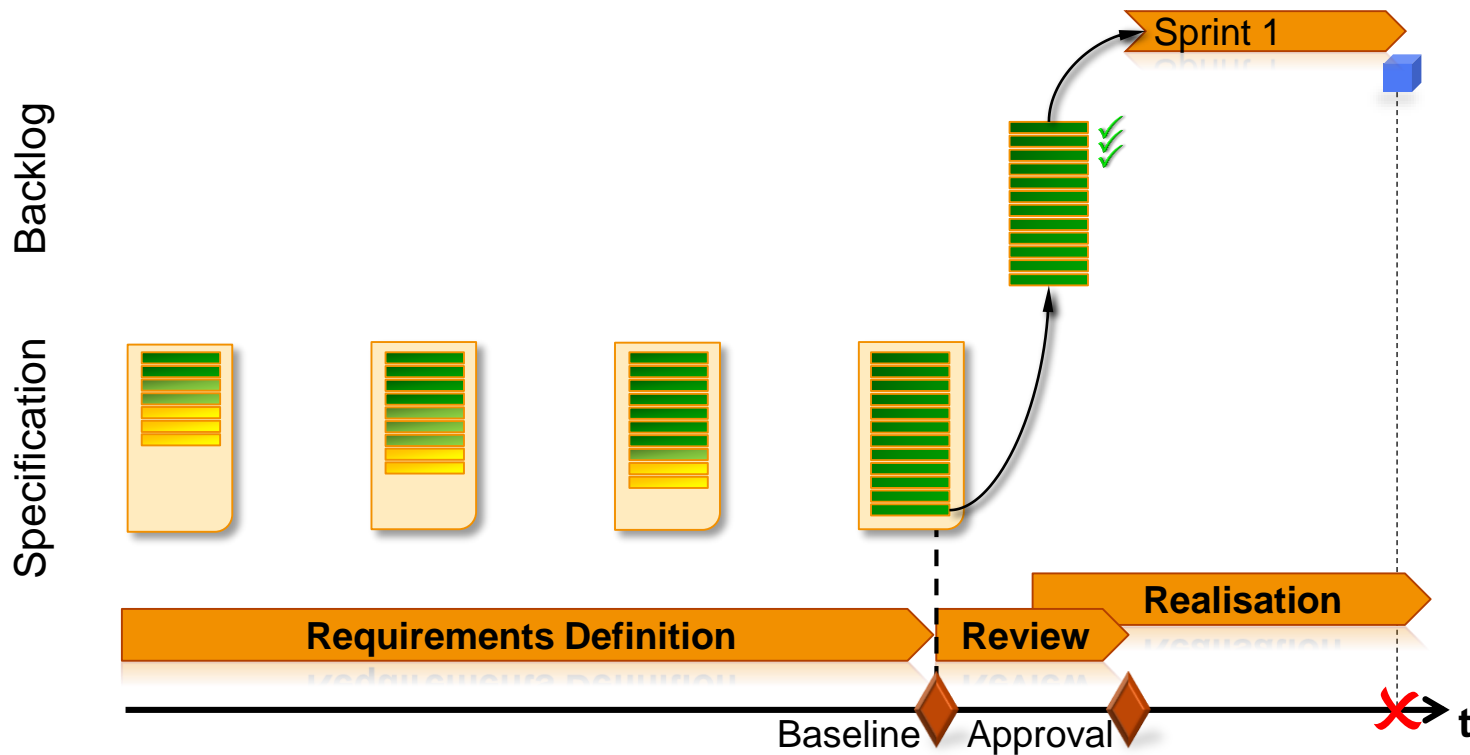 Sprint 1
Backlog
Specification
Realisation
Requirements Definition
Review
Baseline
Approval
t